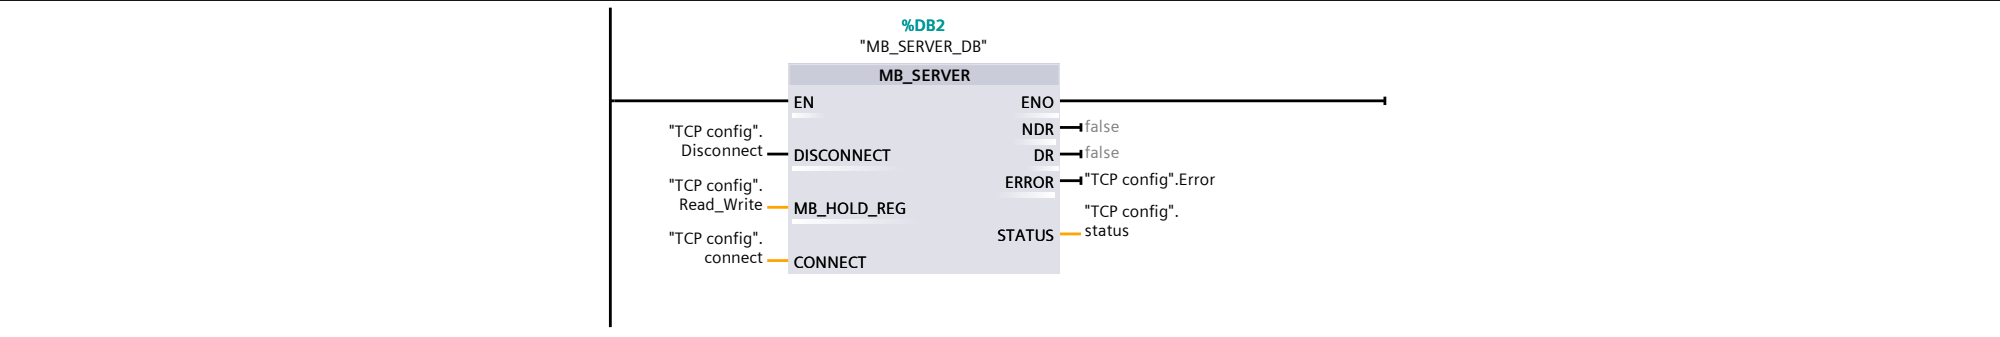 %DB2
"MB_SERVER_DB"
MB_SERVER
EN
ENO
NDR
false
"TCP config".
Disconnect
DISCONNECT
DR
false
ERROR
"TCP config".Error
"TCP config".
Read_Write
MB_HOLD_REG
"TCP config".
status
STATUS
"TCP config".
connect
CONNECT